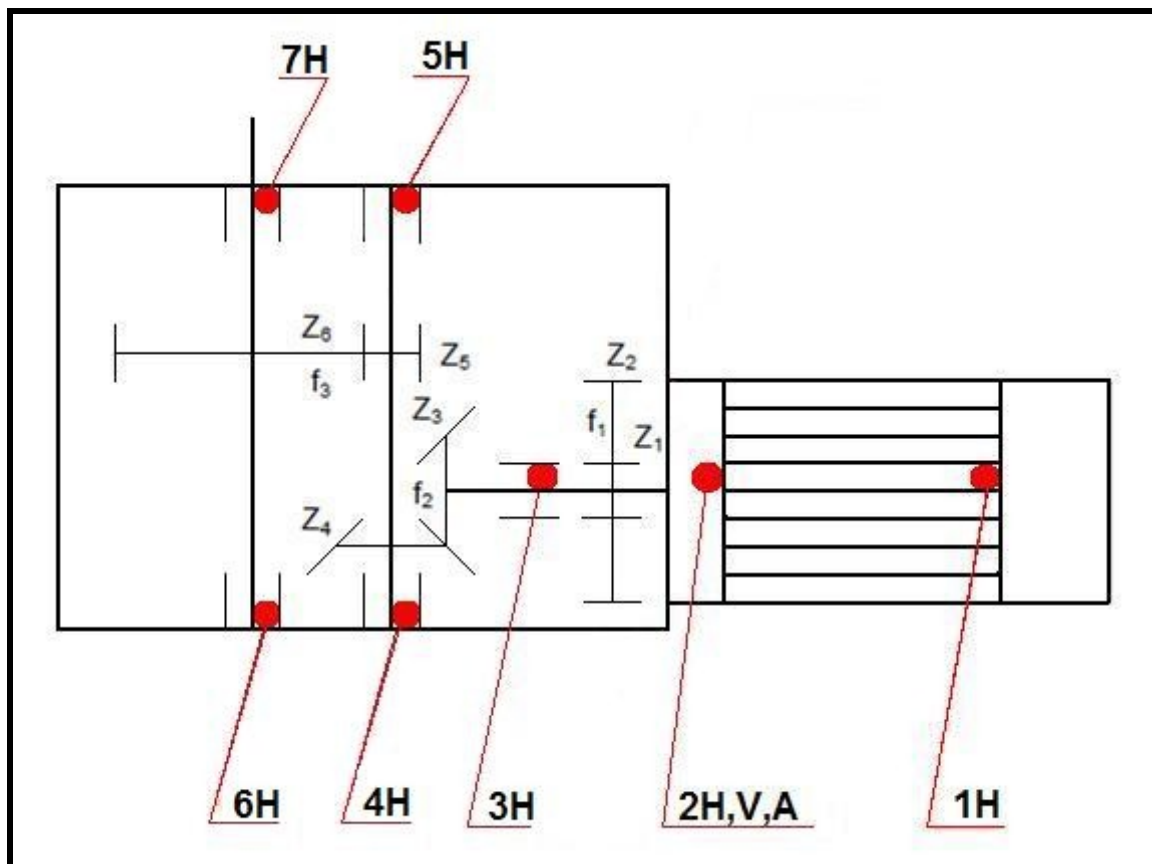 7H 5H
Z₆ Z₅ Z₂
f₃
Z₃ f₁ Z₁
f₂
Z₄
6H 4H 3H 2H,V,A 1H